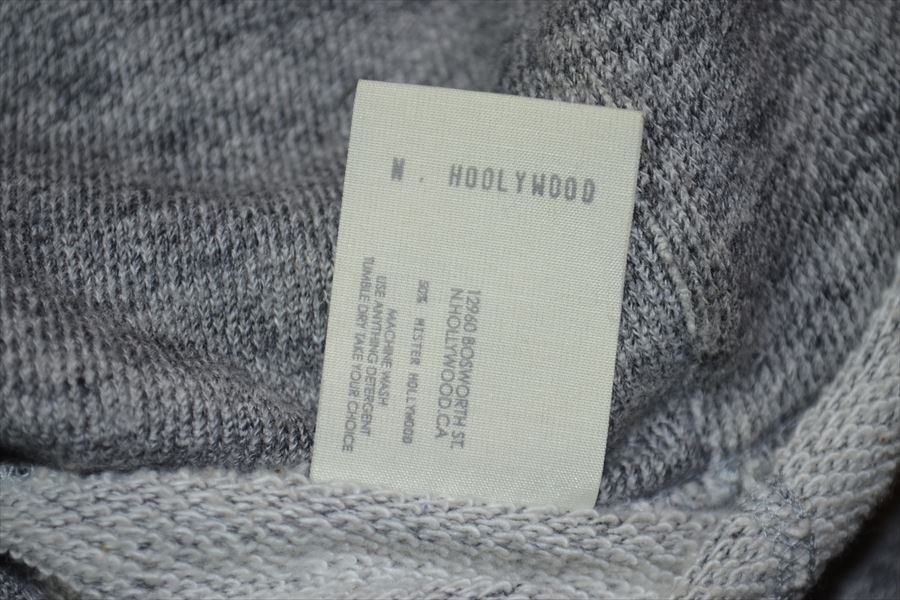 M. HOOLYWOOD
12960 BOSWORTH ST.
N.HOLLYWOOD.CA
50% MISTER HOLLYWOOD
MACHINE WASH
USE ANYTHING DETERGENT
TUMBLE DRY TAKE YOUR CHOICE